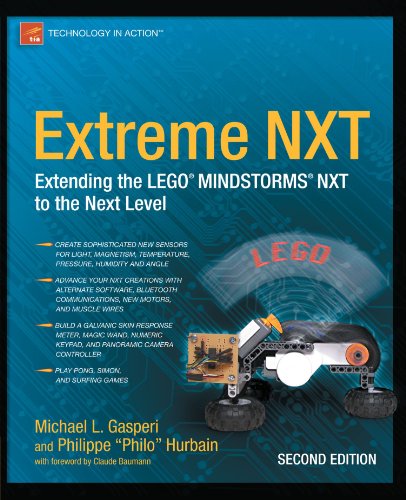 tia
TECHNOLOGY IN ACTION™
Extreme NXT
Extending the LEGO® MINDSTORMS® NXT
to the Next Level
• CREATE SOPHISTICATED NEW SENSORS
FOR LIGHT, MAGNETISM, TEMPERATURE,
PRESSURE, HUMIDITY AND ANGLE
• ADVANCE YOUR NXT CREATIONS WITH
ALTERNATE SOFTWARE, BLUETOOTH
COMMUNICATIONS, NEW MOTORS,
AND MUSCLE WIRES
• BUILD A GALVANIC SKIN RESPONSE
METER, MAGIC WAND, NUMERIC
KEYPAD, AND PANORAMIC CAMERA
CONTROLLER
• PLAY PONG, SIMON,
AND SURFING GAMES
LEGO
Michael L. Gasperi
and Philippe “Philo” Hurbain
with foreword by Claude Baumann
SECOND EDITION